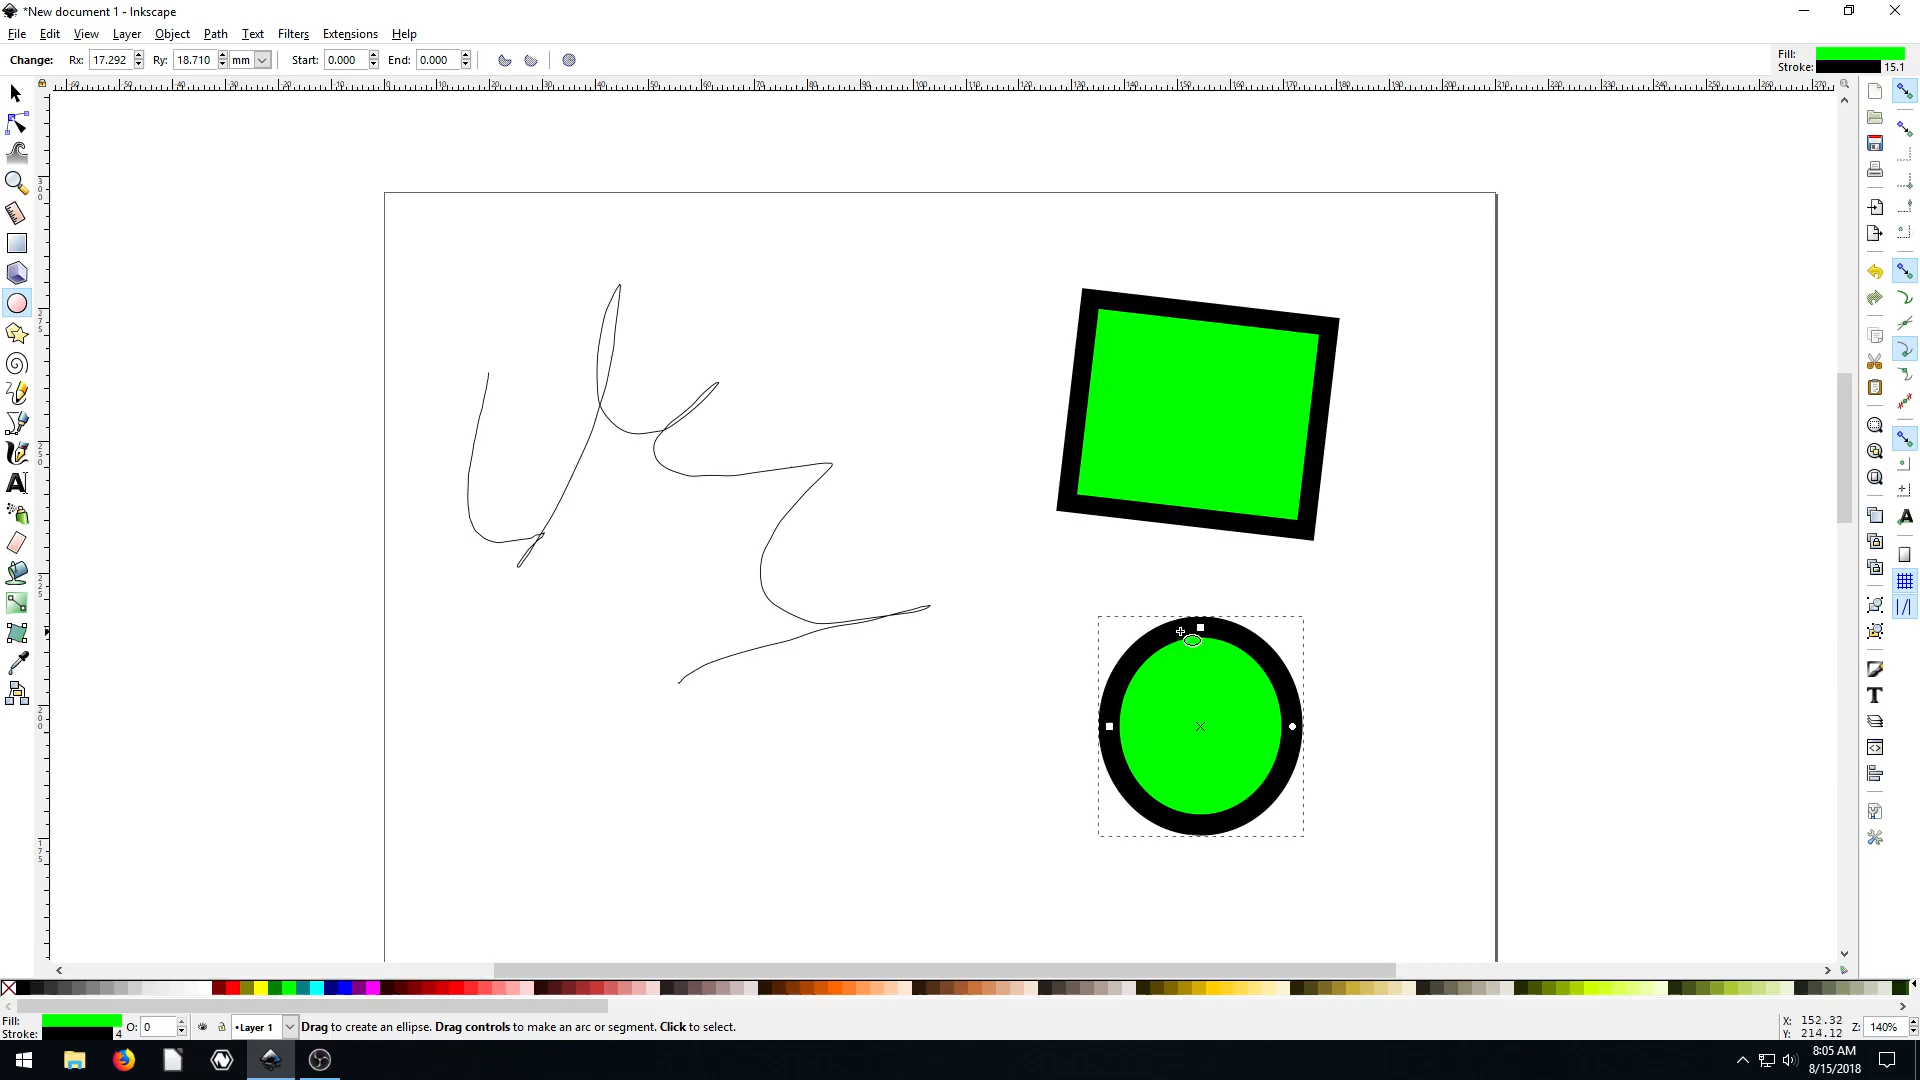 *New document 1 - Inkscape
File Edit View Layer Object Path Text Filters Extensions Help
Change: Rx: 17.292 Ry: 18.710 mm Start: 0.000 End: 0.000
Fill:
Stroke: 15.1
Fill:
Stroke: 4
O: 0
•Layer 1
Drag to create an ellipse. Drag controls to make an arc or segment. Click to select.
X: 152.32
Y: 214.12
Z: 140%
8:05 AM
8/15/2018